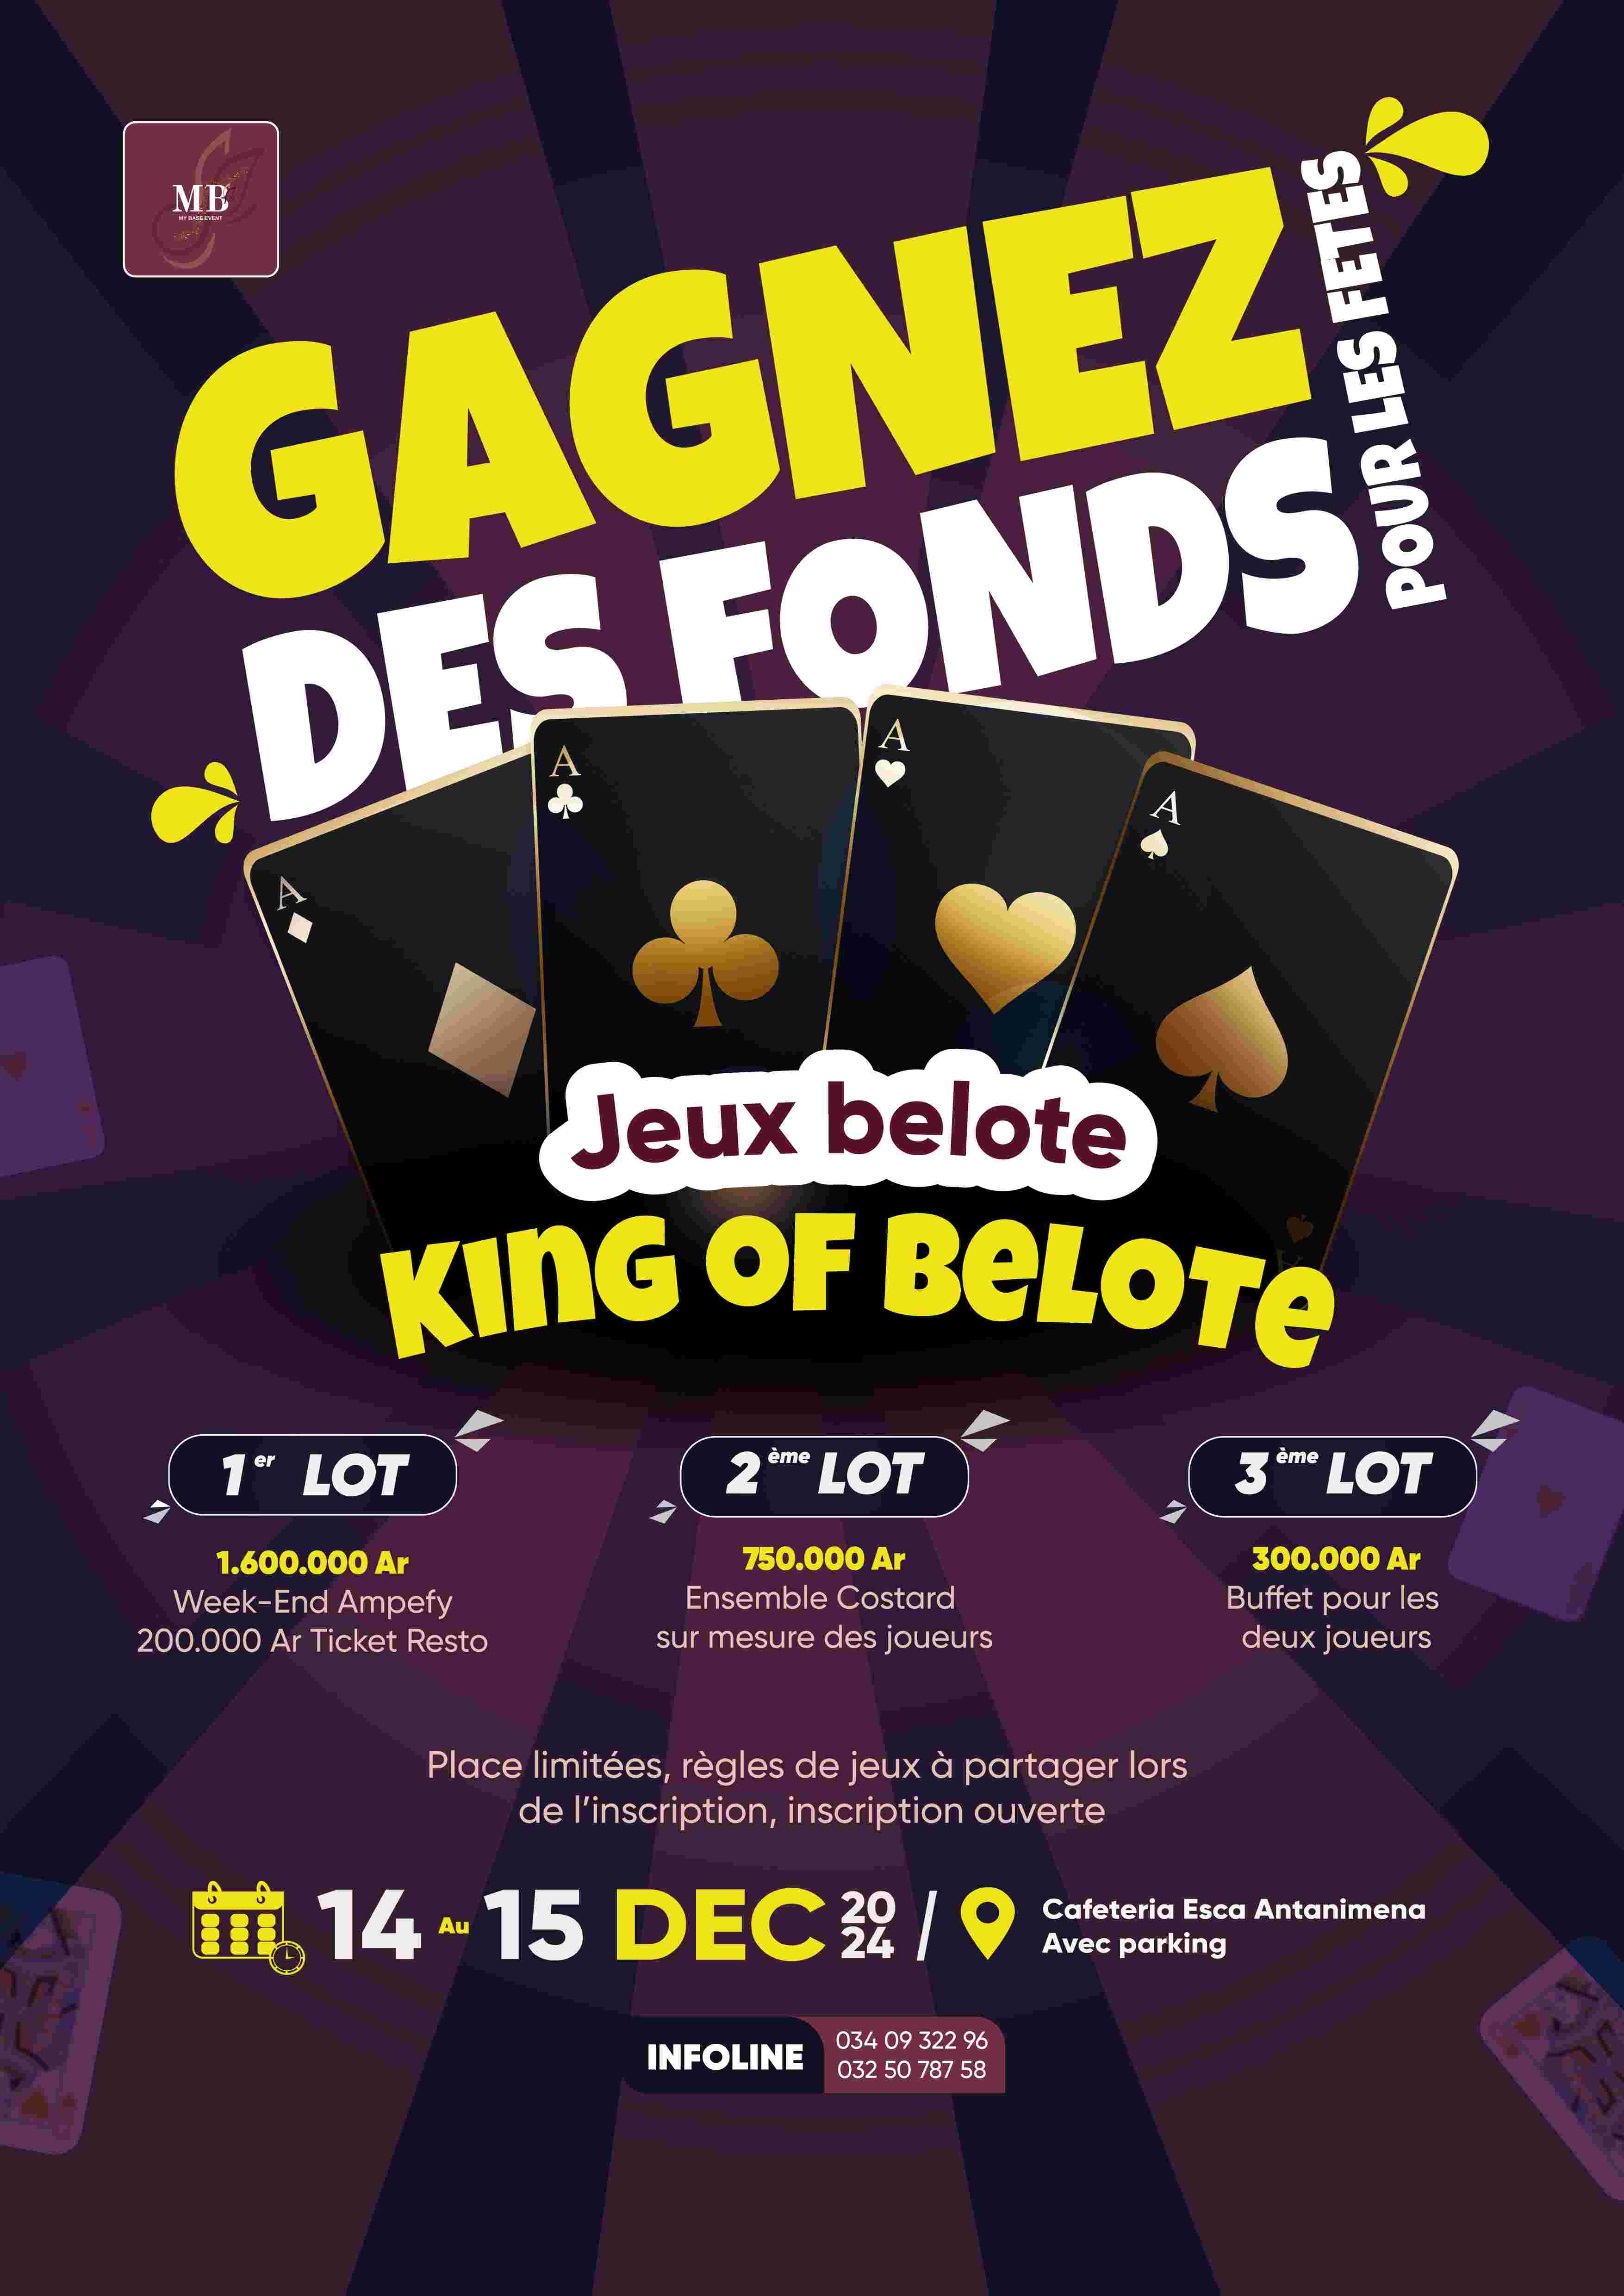 MB
MY BASE EVENT
GAGNEZ
DES FONDS
POUR LES FETES
A
A
A
A
Jeux belote
KING OF BELOTE
1er LOT
1.600.000 Ar
Week-End Ampefy
200.000 Ar Ticket Resto
2ème LOT
750.000 Ar
Ensemble Costard
sur mesure des joueurs
3ème LOT
300.000 Ar
Buffet pour les
deux joueurs
Place limitées, règles de jeux à partager lors
de l'inscription, inscription ouverte
14 Au 15 DEC 2024 /
Cafeteria Esca Antanimena
Avec parking
INFOLINE
034 09 322 96
032 50 787 58